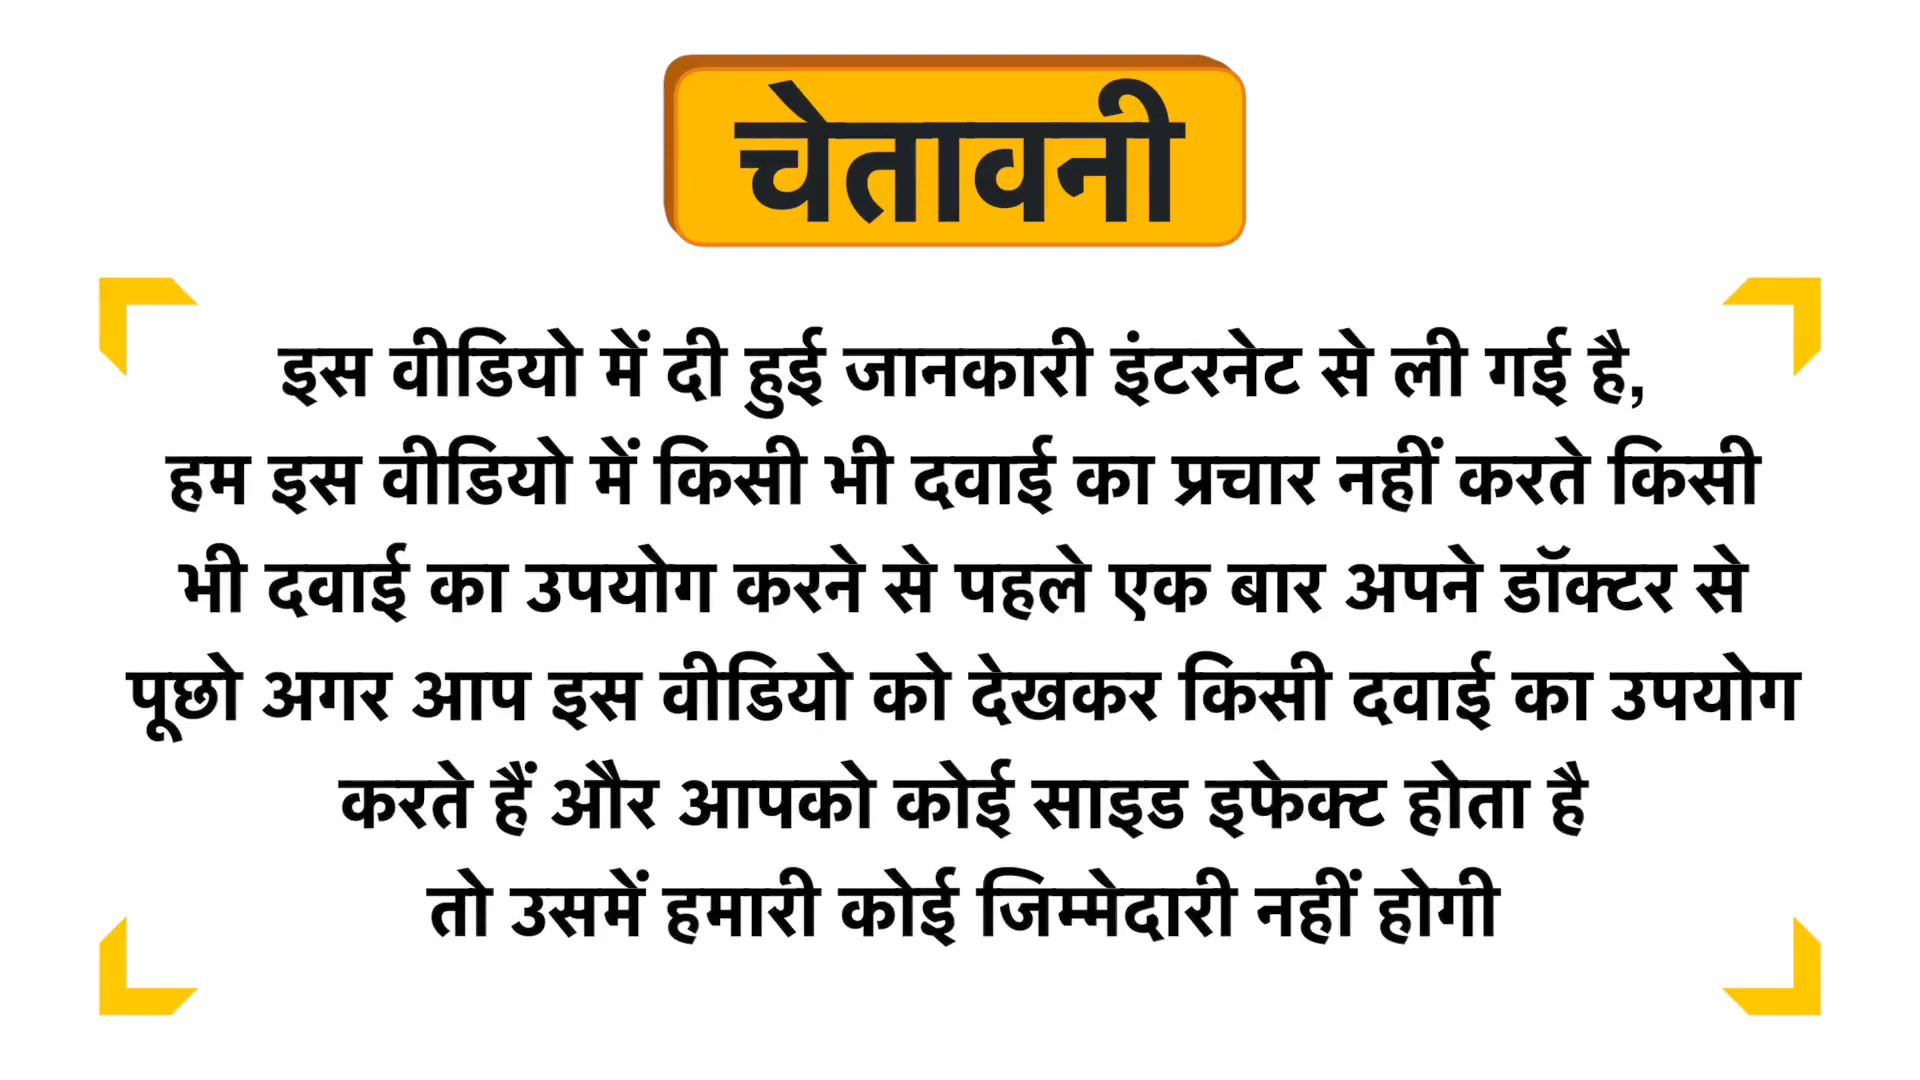 चेतावनी
इस वीडियो में दी हुई जानकारी इंटरनेट से ली गई है,
हम इस वीडियो में किसी भी दवाई का प्रचार नहीं करते किसी
भी दवाई का उपयोग करने से पहले एक बार अपने डॉक्टर से
पूछो अगर आप इस वीडियो को देखकर किसी दवाई का उपयोग
करते हैं और आपको कोई साइड इफेक्ट होता है
तो उसमें हमारी कोई जिम्मेदारी नहीं होगी